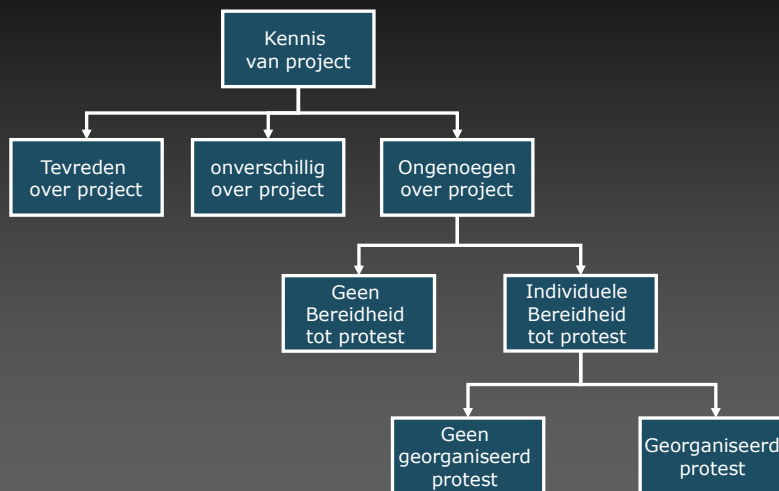 Kennis
van project
Tevreden
over project
onverschillig
over project
Ongenoegen
over project
Geen
Bereidheid
tot protest
Individuele
Bereidheid
tot protest
Geen
georganiseerd
protest
Georganiseerd
protest